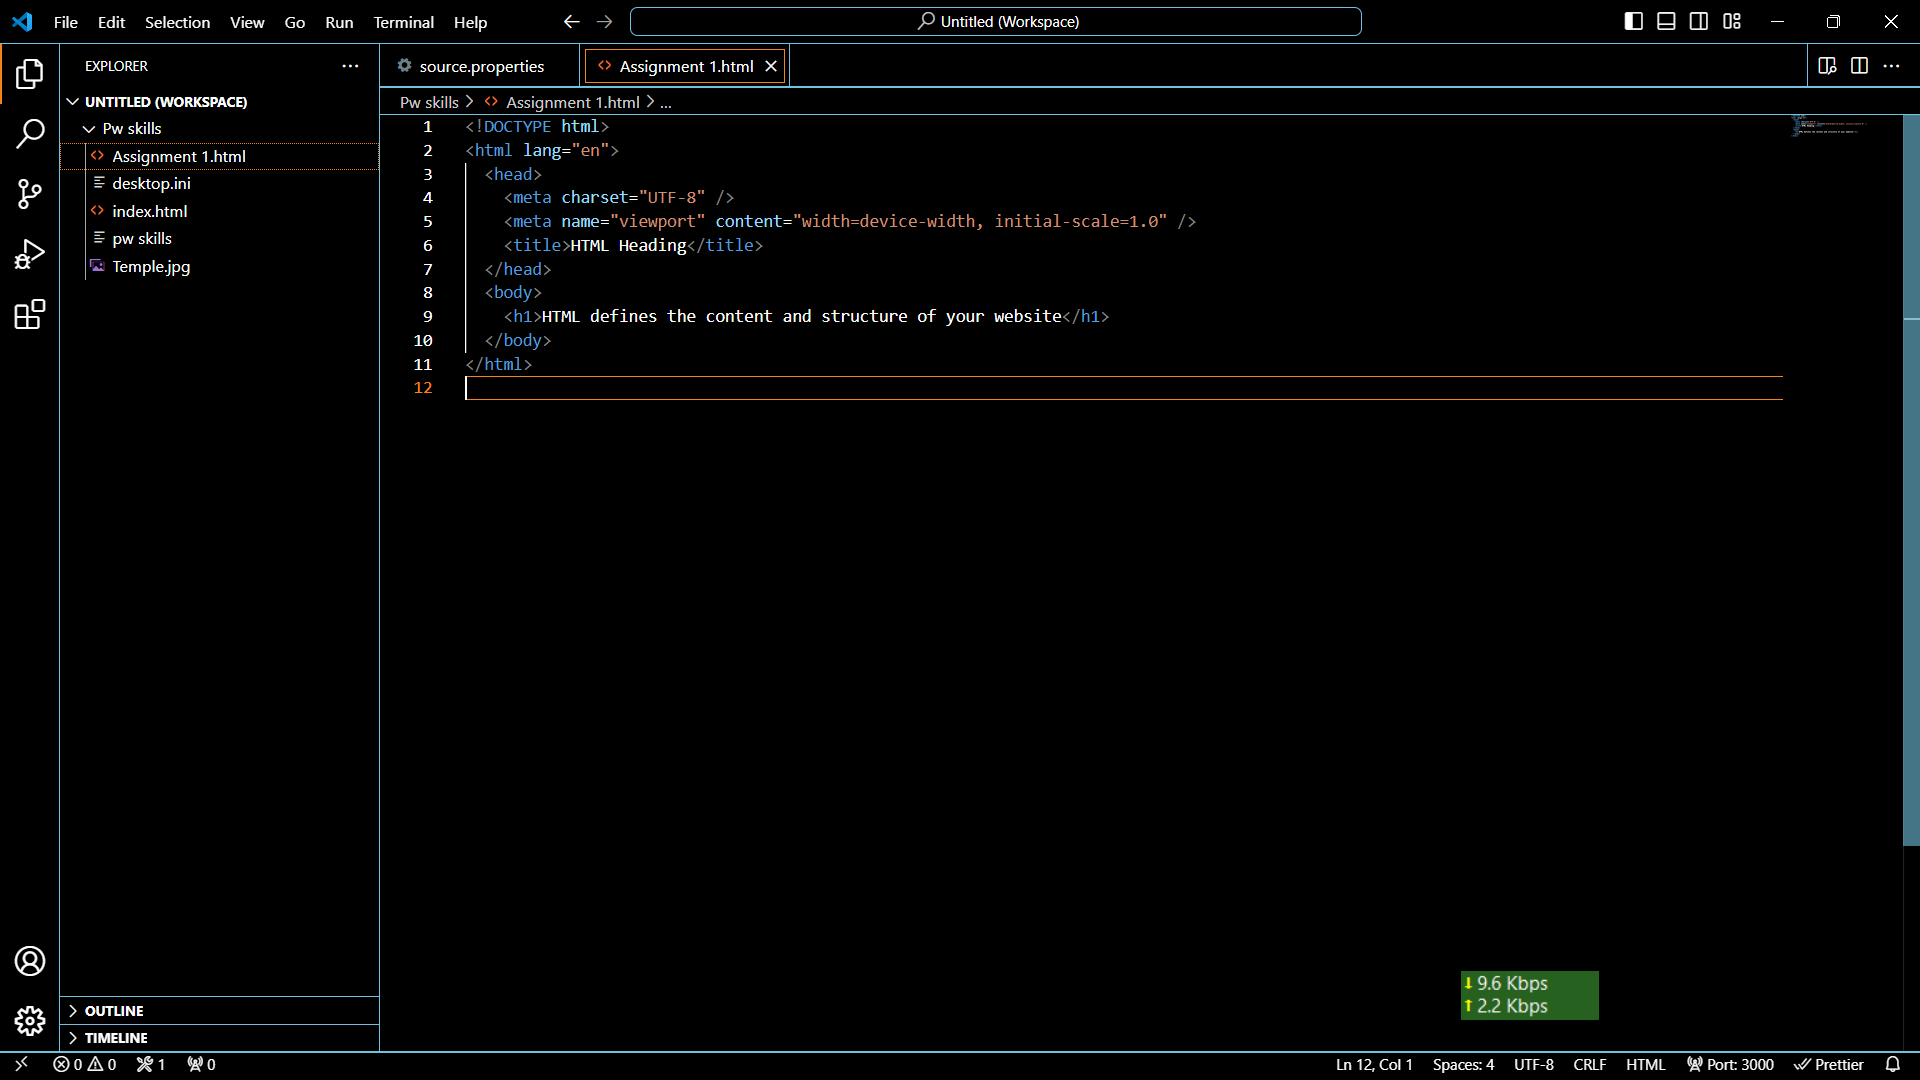 File Edit Selection View Go Run Terminal Help
Untitled (Workspace)
EXPLORER
UNTITLED (WORKSPACE)
Pw skills
Assignment 1.html
desktop.ini
index.html
pw skills
Temple.jpg
OUTLINE
TIMELINE
source.properties
Assignment 1.html
Pw skills > Assignment 1.html > ...
1 <!DOCTYPE html>
2 <html lang="en">
3 <head>
4 <meta charset="UTF-8" />
5 <meta name="viewport" content="width=device-width, initial-scale=1.0" />
6 <title>HTML Heading</title>
7 </head>
8 <body>
9 <h1>HTML defines the content and structure of your website</h1>
10 </body>
11 </html>
12
↓ 9.6 Kbps
↑ 2.2 Kbps
0 0 1 0
Ln 12, Col 1 Spaces: 4 UTF-8 CRLF HTML Port: 3000 Prettier